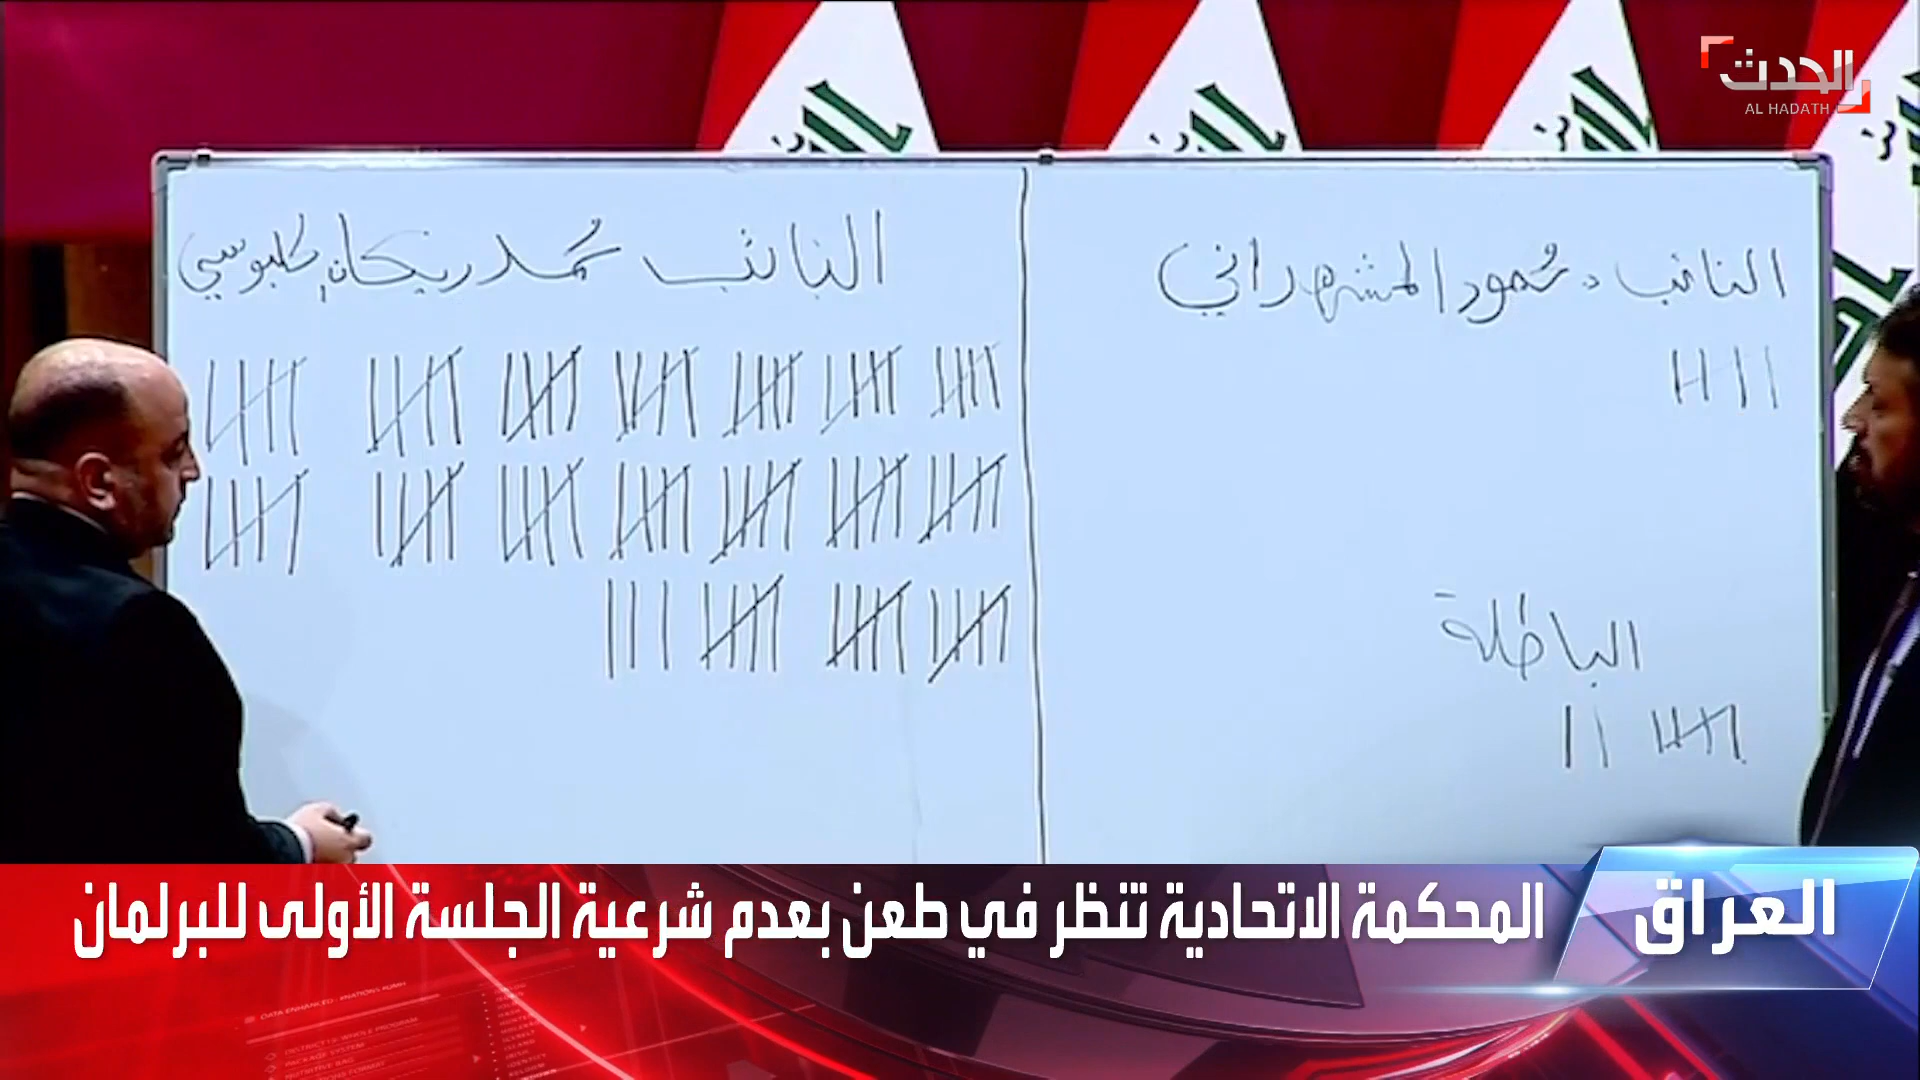 الحدث
AL HADATH
النائب د. محمود المشهداني
النائب محمد ريكان الحلبوسي
الباطلة
العراق
المحكمة الاتحادية تنظر في طعن بعدم شرعية الجلسة الأولى للبرلمان